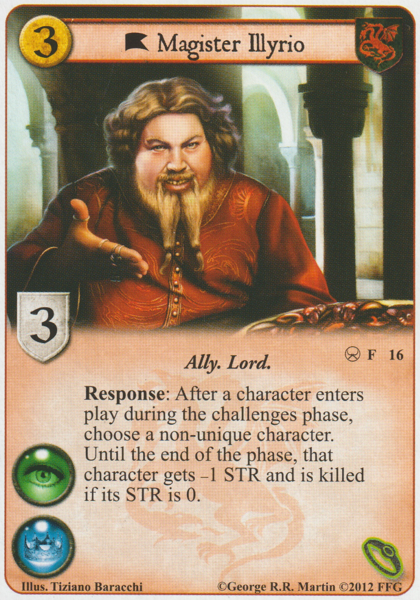 3
Magister Illyrio
3
F 16
Ally. Lord.
Response: After a character enters
play during the challenges phase,
choose a non-unique character.
Until the end of the phase, that
character gets –1 STR and is killed
if its STR is 0.
Illus. Tiziano Baracchi
©George R.R. Martin ©2012 FFG